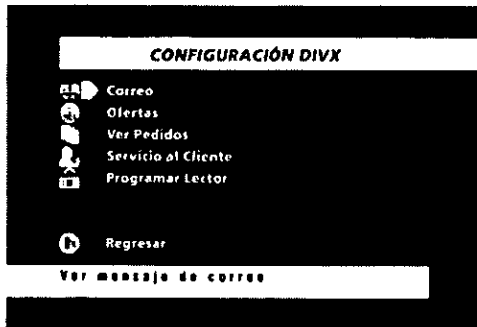 CONFIGURACIÓN DIVX
Correo
Ofertas
Ver Pedidos
Servicio al Cliente
Programar Lector
Regresar
Ver mensaje de correo